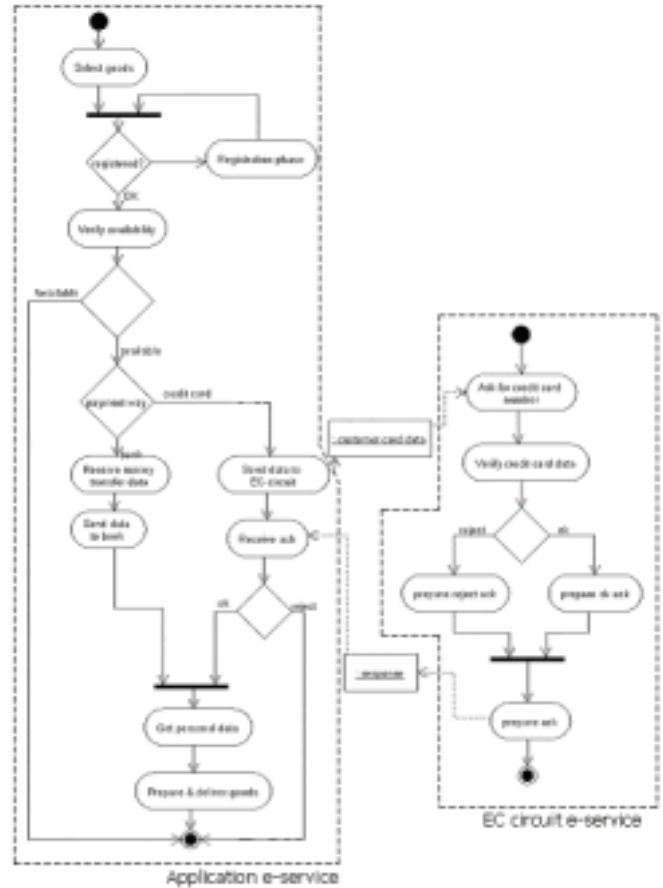 Select goods
registered?
Registration phase
OK
Verify availability
available
payment way
credit card
bank
Receive money
transfer data
Send data
to bank
Send data to
EC circuit
Receive ack
ok
reject
Get personal data
Prepare & deliver goods
Application e-service
: customer card data
: response
Ask for credit card
number
Verify credit card data
reject
ok
prepare reject ack
prepare ok ack
prepare ack
EC circuit e-service